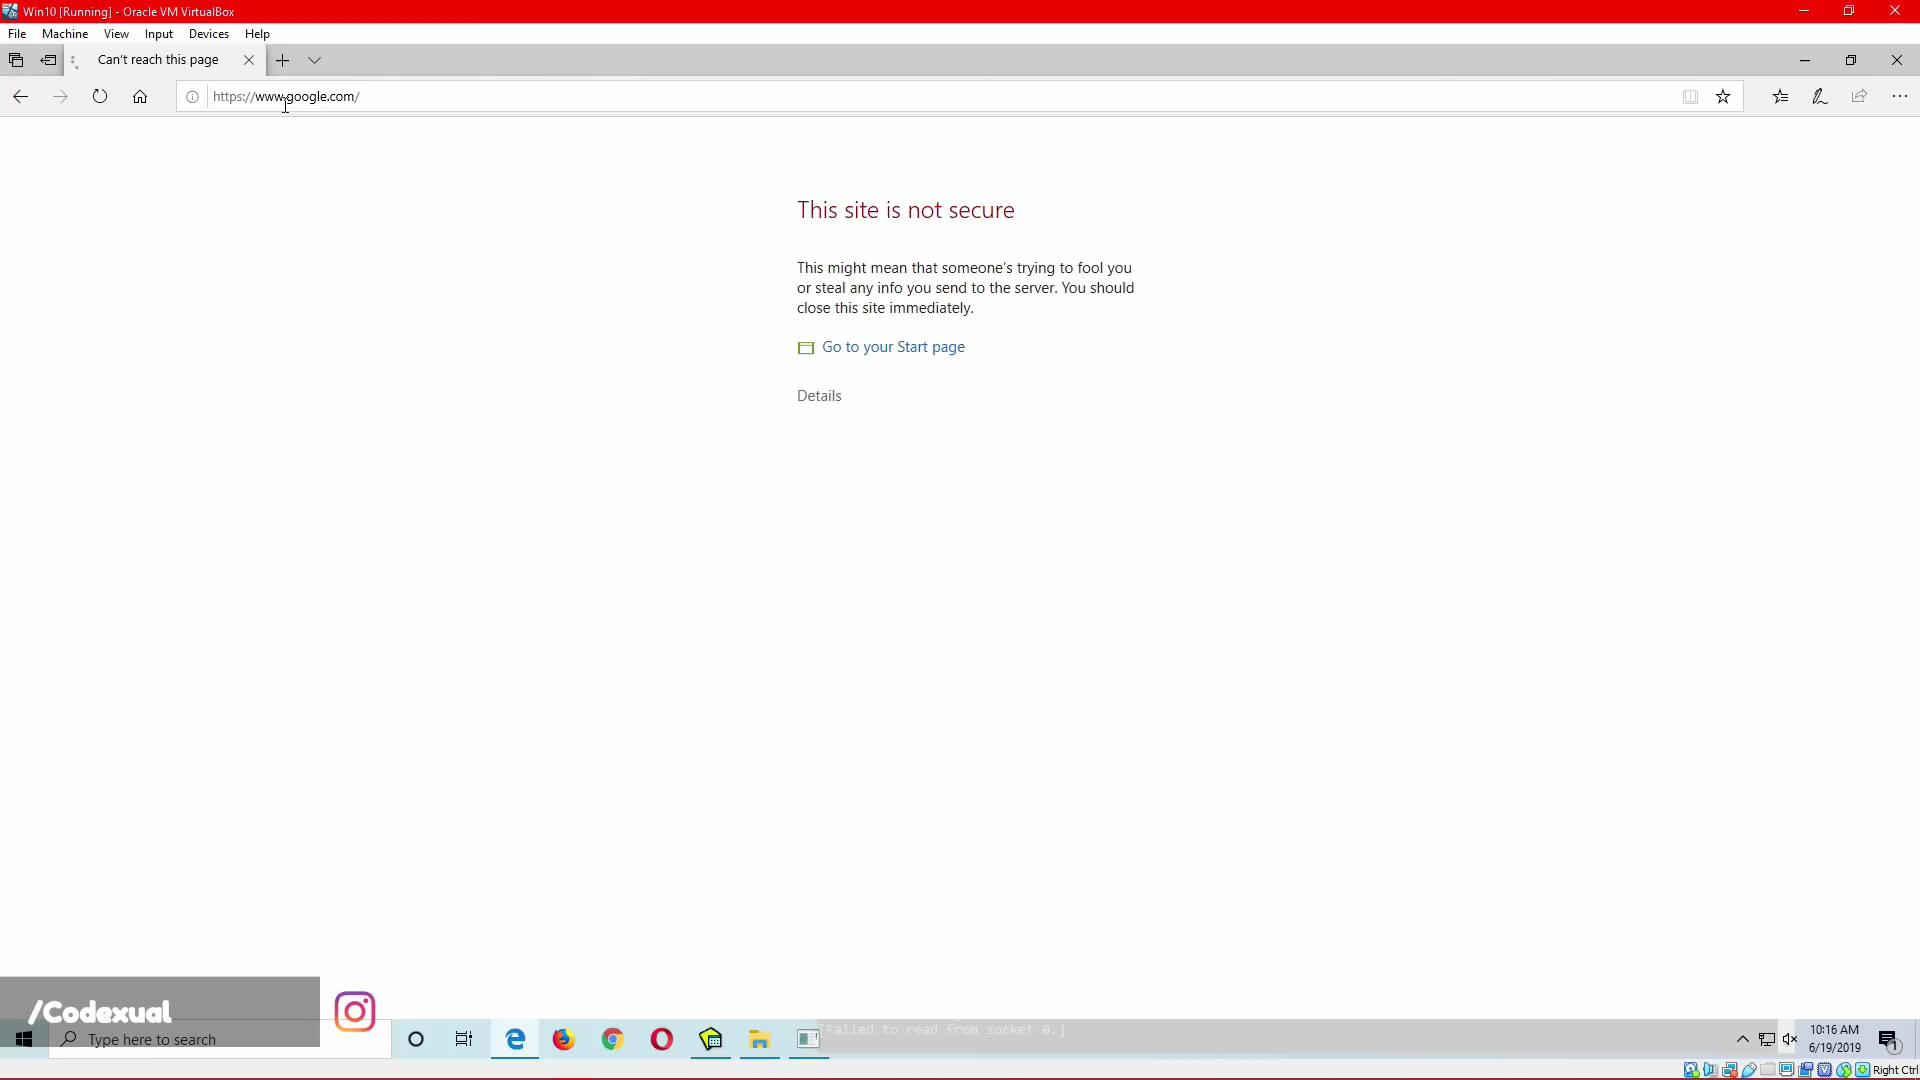 Win10 [Running] - Oracle VM VirtualBox
File Machine View Input Devices Help
Can't reach this page
https://www.google.com/
This site is not secure
This might mean that someone's trying to fool you
or steal any info you send to the server. You should
close this site immediately.
Go to your Start page
Details
/Codexual
Type here to search
[Failed to read from socket 0.]
10:16 AM
6/19/2019
1
Right Ctrl